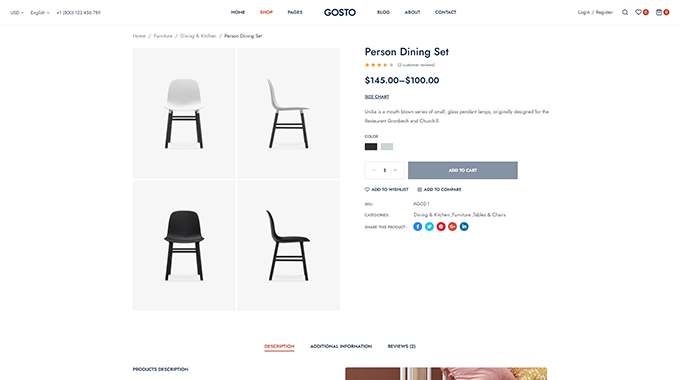 USD English +1 (800) 123 456 789 HOME SHOP PAGES GOSTO BLOG ABOUT CONTACT Login / Register 0 0
Home / Furniture / Dining & Kitchen / Person Dining Set
Person Dining Set
(2 customer reviews)
$145.00–$100.00
SIZE CHART
Unike is a mouth blown series of small, glass pendant lamps, originally designed for the
Restaurant Gronbech and Churchill.
COLOR
1 ADD TO CART
ADD TO WISHLIST ADD TO COMPARE
SKU: AG02-1
CATEGORIES: Dining & Kitchen ,Furniture ,Tables & Chairs
SHARE THIS PRODUCT :
DESCRIPTION ADDITIONAL INFORMATION REVIEWS (2)
PRODUCTS DESCRIPTION